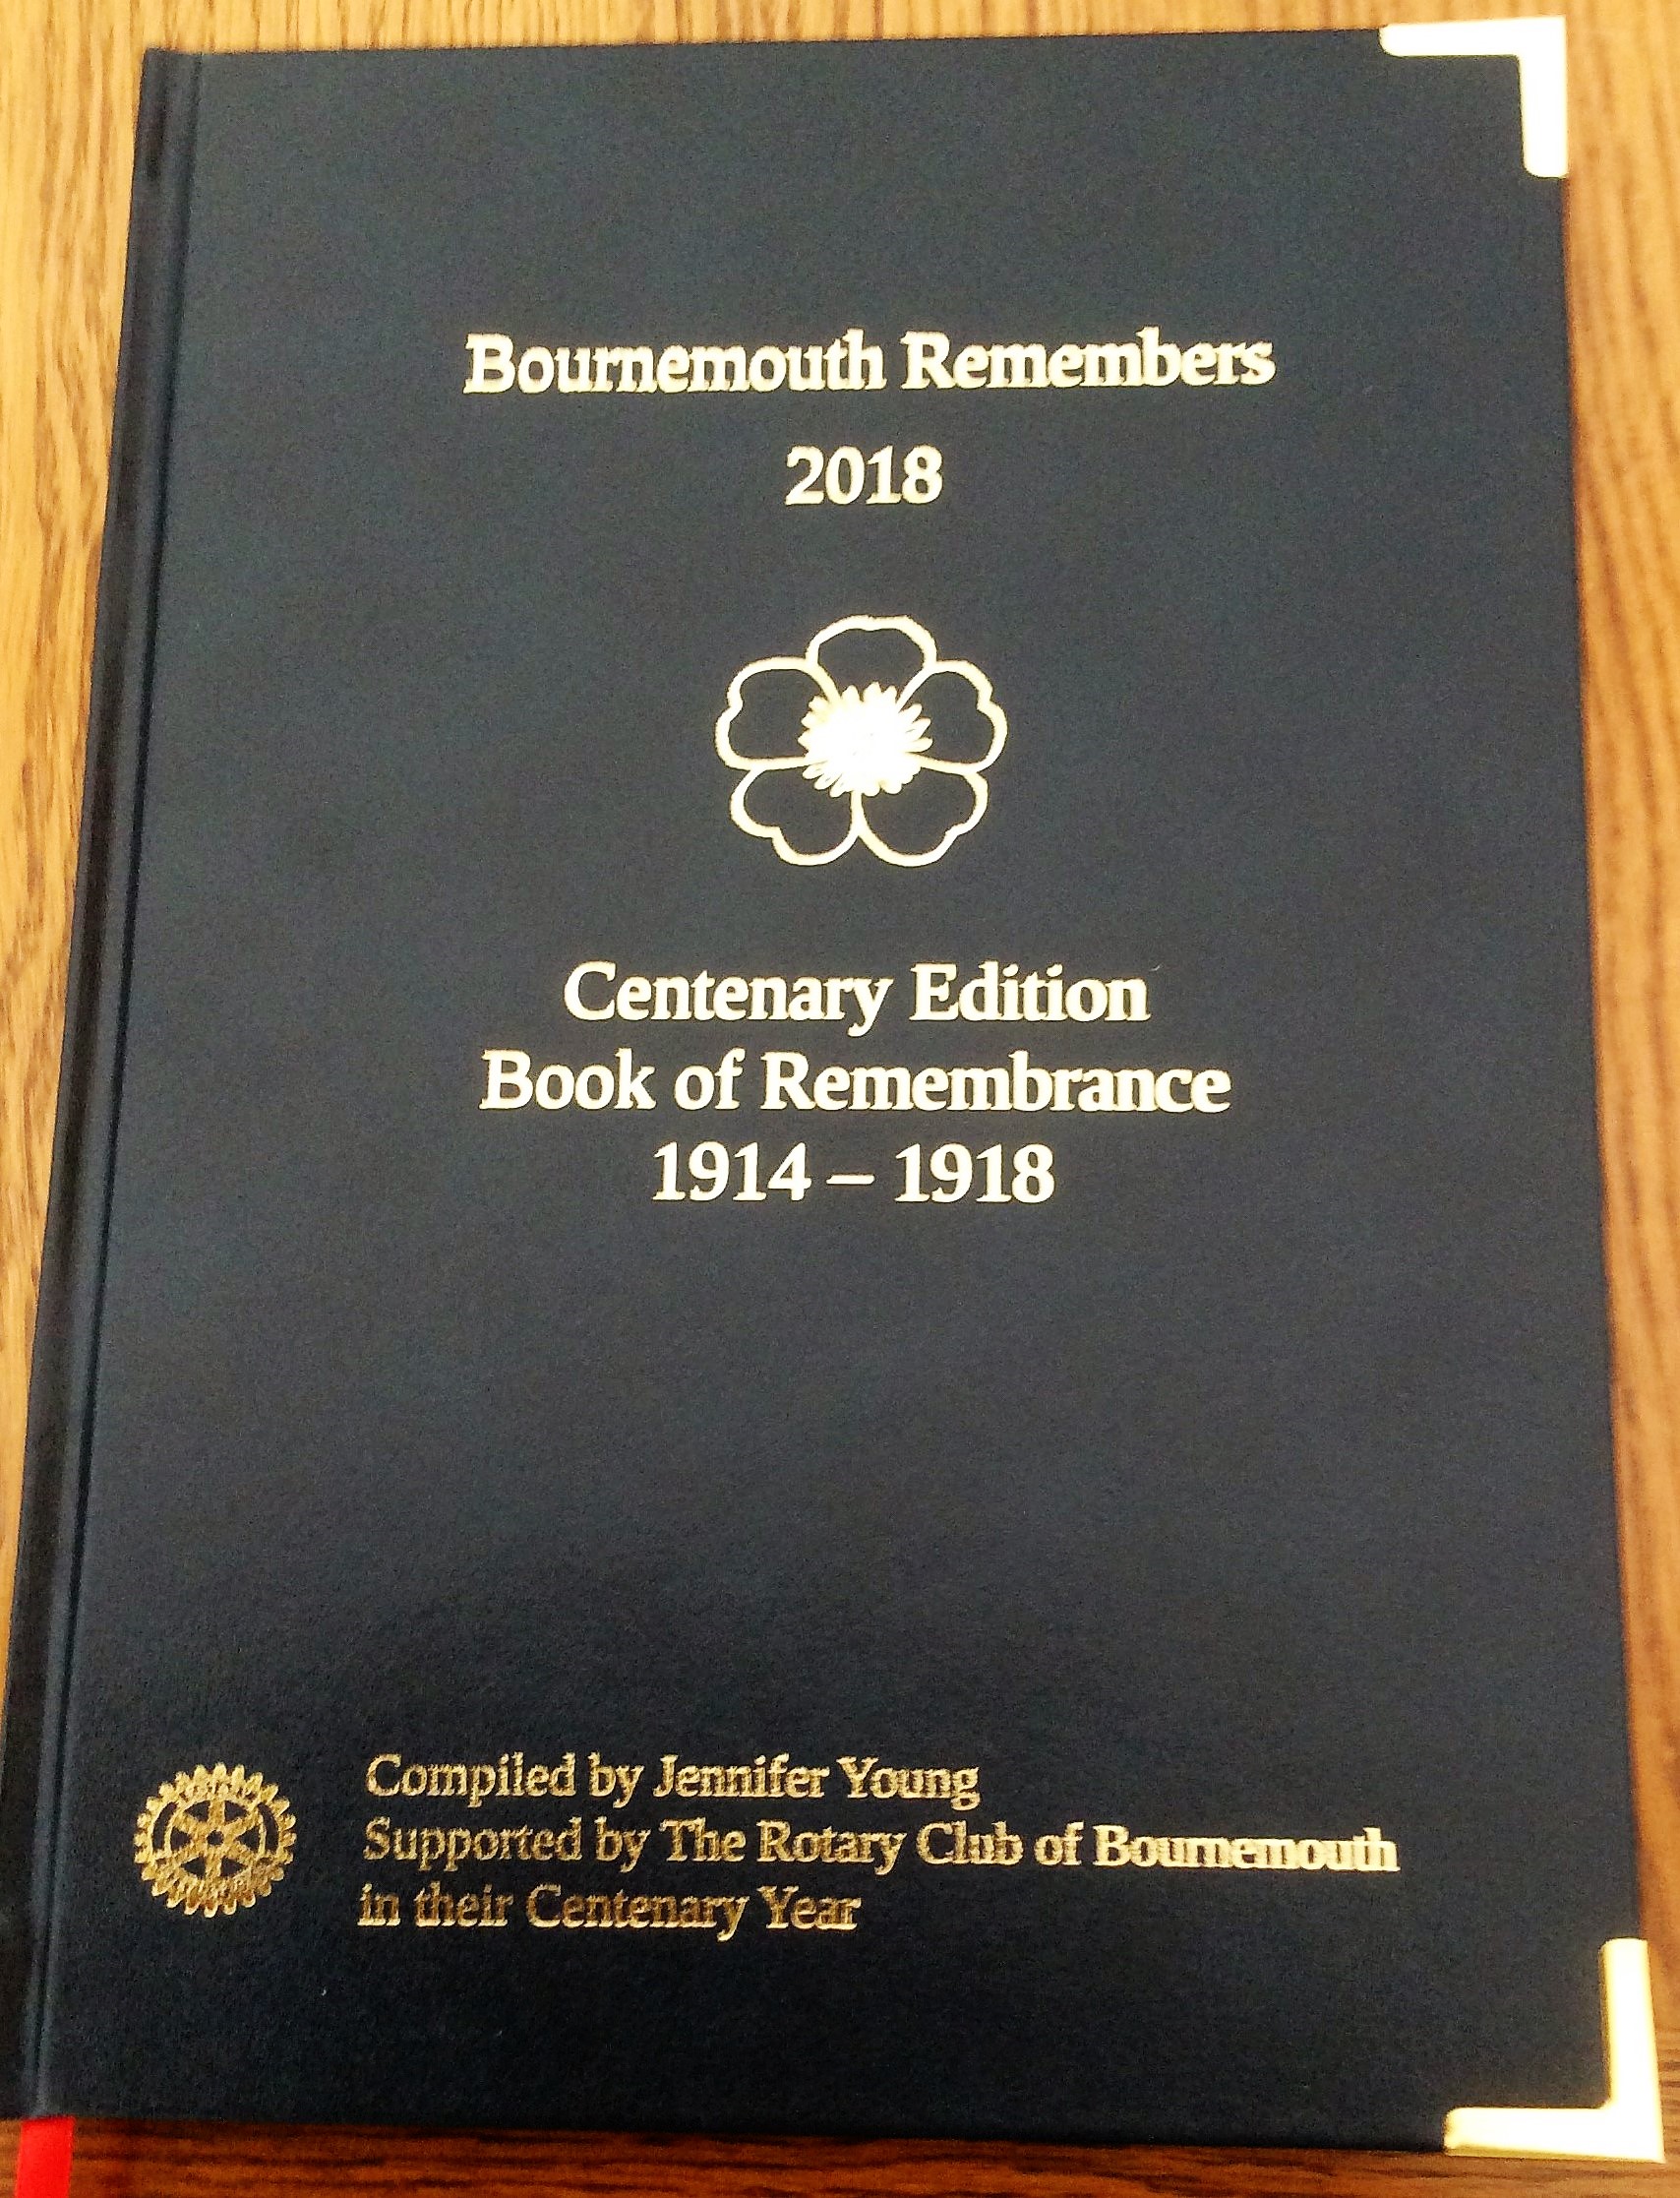 Bournemouth Remembers
2018
Centenary Edition
Book of Remembrance
1914 – 1918
Compiled by Jennifer Young
Supported by The Rotary Club of Bournemouth
in their Centenary Year